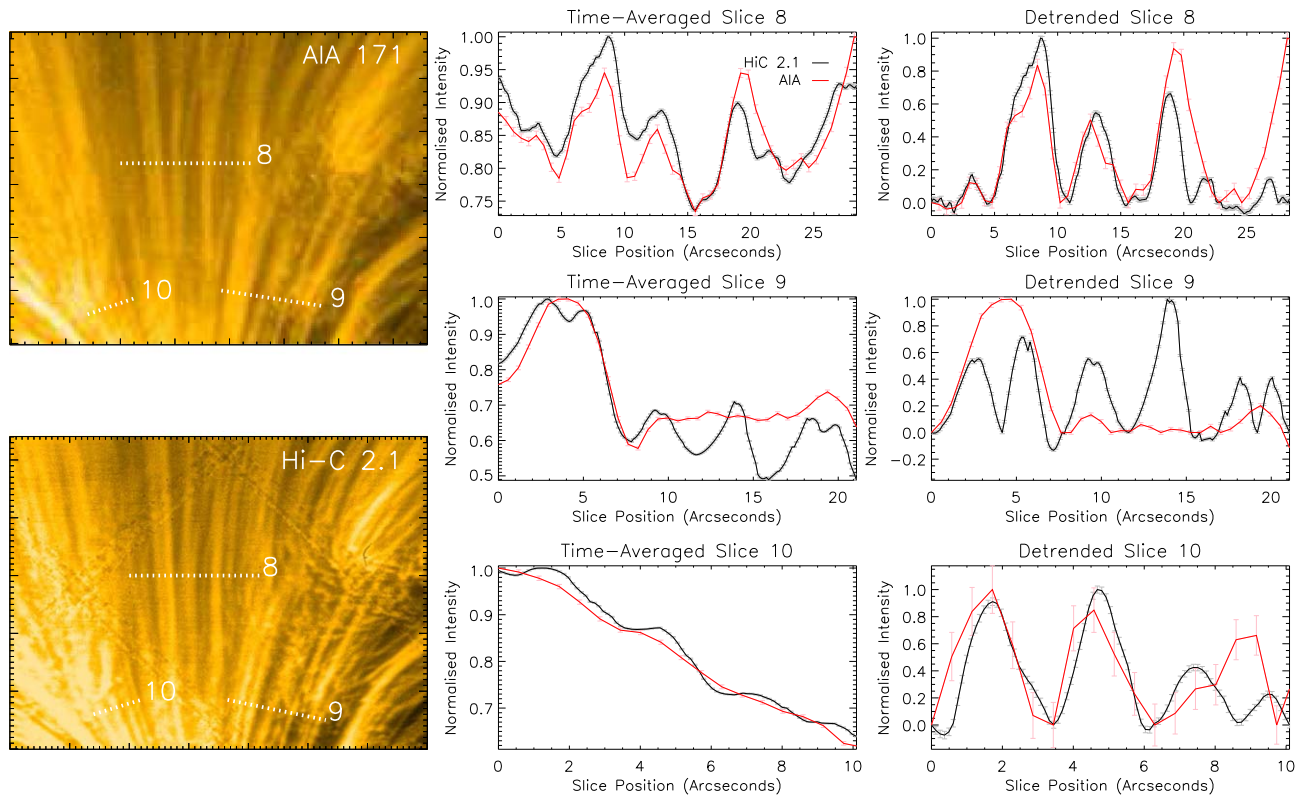 AIA 171
8
10
9
Hi-C 2.1
8
10
9
Time-Averaged Slice 8
Normalised Intensity
1.00
0.95
0.90
0.85
0.80
0.75
HiC 2.1
AIA
0 5 10 15 20 25
Slice Position (Arcseconds)
Detrended Slice 8
Normalised Intensity
1.0
0.8
0.6
0.4
0.2
0.0
0 5 10 15 20 25
Slice Position (Arcseconds)
Time-Averaged Slice 9
Normalised Intensity
1.0
0.9
0.8
0.7
0.6
0.5
0 5 10 15 20
Slice Position (Arcseconds)
Detrended Slice 9
Normalised Intensity
1.0
0.8
0.6
0.4
0.2
0.0
-0.2
0 5 10 15 20
Slice Position (Arcseconds)
Time-Averaged Slice 10
Normalised Intensity
1.0
0.9
0.8
0.7
0 2 4 6 8 10
Slice Position (Arcseconds)
Detrended Slice 10
Normalised Intensity
1.0
0.8
0.6
0.4
0.2
0.0
0 2 4 6 8 10
Slice Position (Arcseconds)